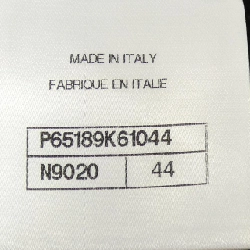 MADE IN ITALY
FABRIQUE EN ITALIE
P65189K61044
N9020 44